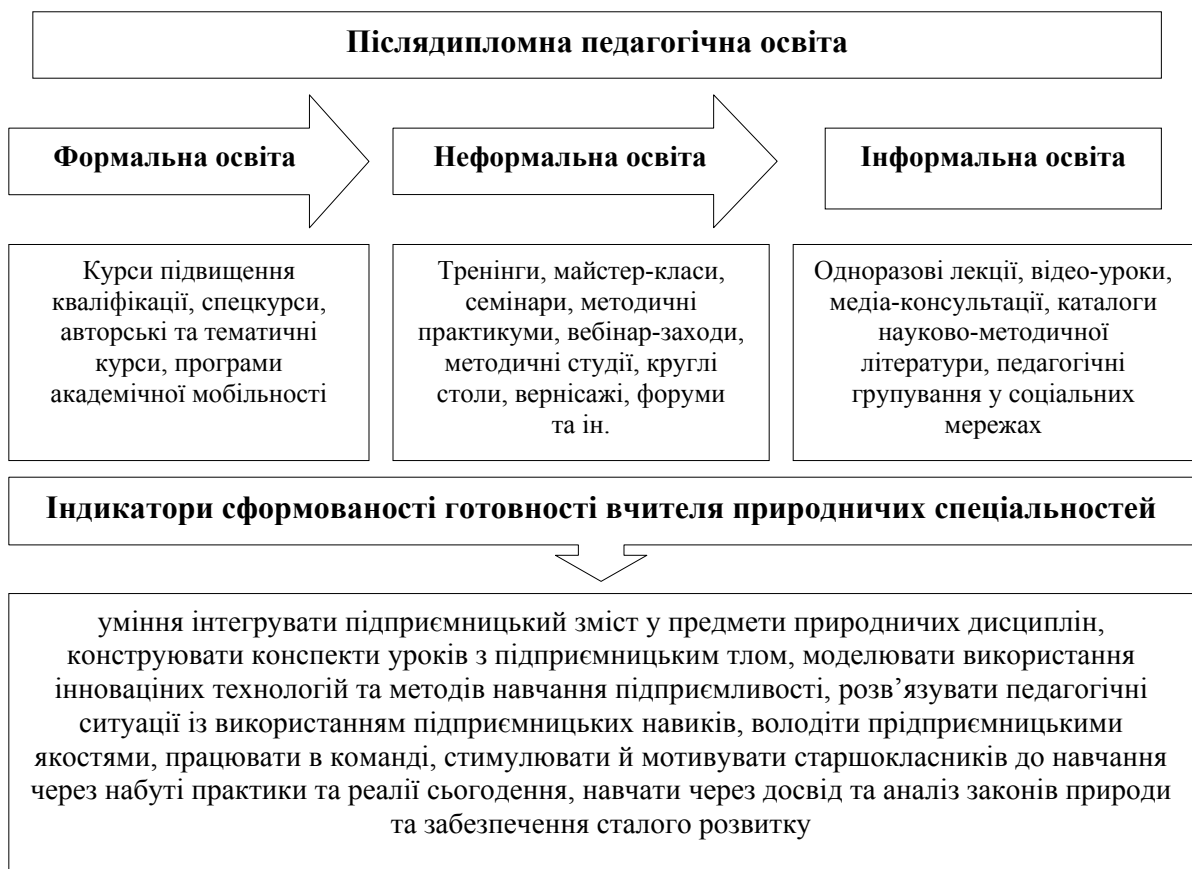 Післядипломна педагогічна освіта
Формальна освіта
Неформальна освіта
Інформальна освіта
Курси підвищення
кваліфікації, спецкурси,
авторські та тематичні
курси, програми
академічної мобільності
Тренінги, майстер-класи,
семінари, методичні
практикуми, вебінар-заходи,
методичні студії, круглі
столи, вернісажі, форуми
та ін.
Одноразові лекції, відео-уроки,
медіа-консультації, каталоги
науково-методичної
літератури, педагогічні
групування у соціальних
мережах
Індикатори сформованості готовності вчителя природничих спеціальностей
уміння інтегрувати підприємницький зміст у предмети природничих дисциплін,
конструювати конспекти уроків з підприємницьким тлом, моделювати використання
інноваціних технологій та методів навчання підприємливості, розв’язувати педагогічні
ситуації із використанням підприємницьких навиків, володіти прідприємницькими
якостями, працювати в команді, стимулювати й мотивувати старшокласників до навчання
через набуті практики та реалії сьогодення, навчати через досвід та аналіз законів природи
та забезпечення сталого розвитку